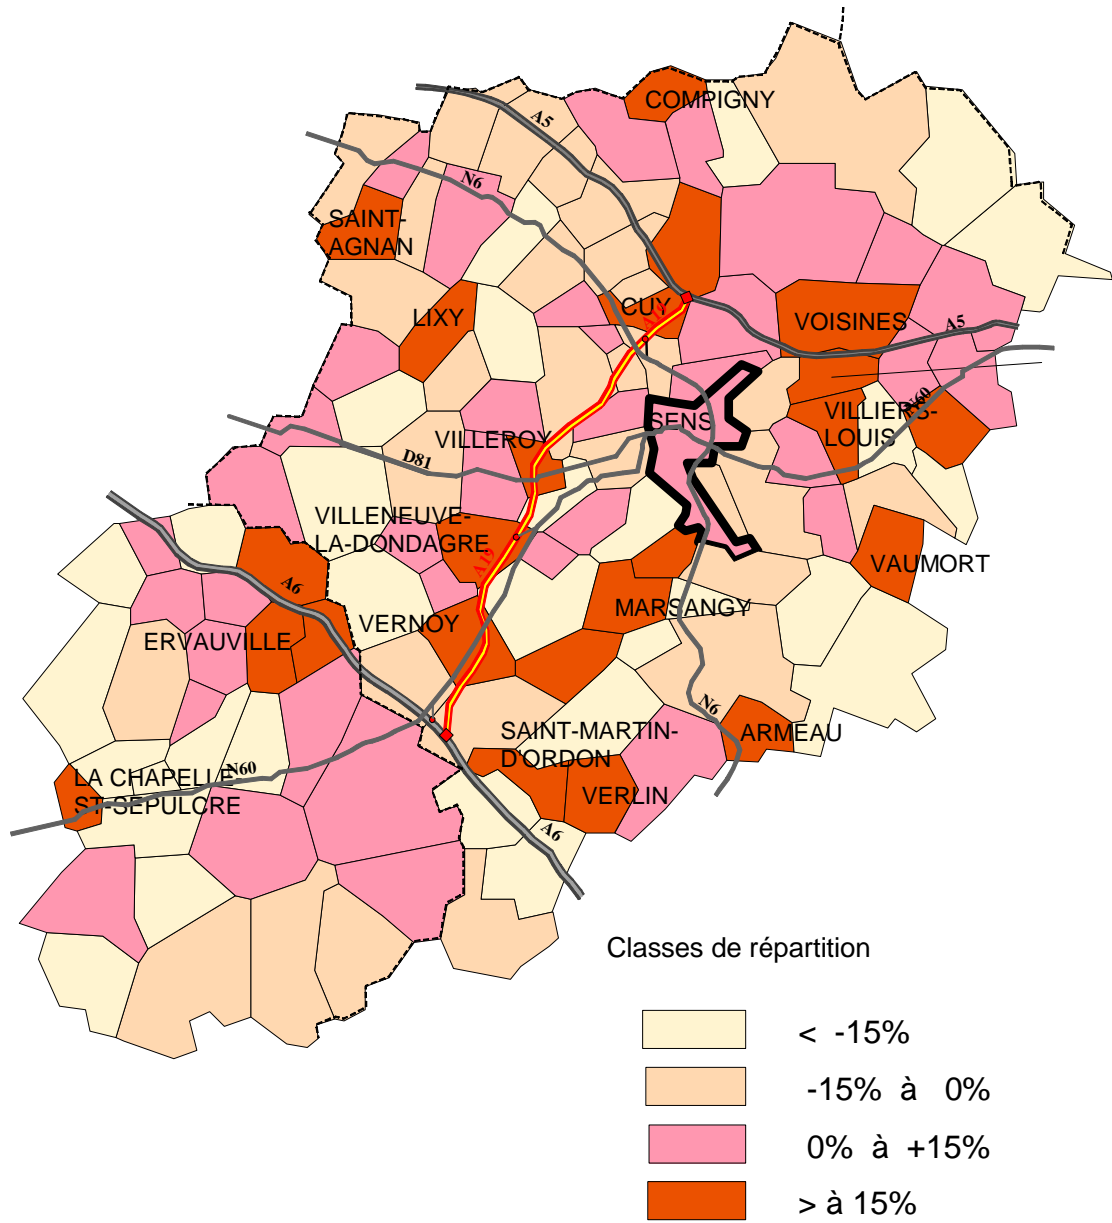 COMPIGNY
A5
N6
SAINT-
AGNAN
LIXY
CUY
A19
VOISINES
A5
N60
SENS
VILLIERS-
LOUIS
VILLEROY
D81
VILLENEUVE-
LA-DONDAGRE
A19
VAUMORT
A6
MARSANGY
VERNOY
ERVAUVILLE
N6
SAINT-MARTIN-
D'ORDON
ARMEAU
LA CHAPELLE-
ST-SEPULCRE
N60
VERLIN
A6
Classes de répartition
< -15%
-15% à 0%
0% à +15%
> à 15%